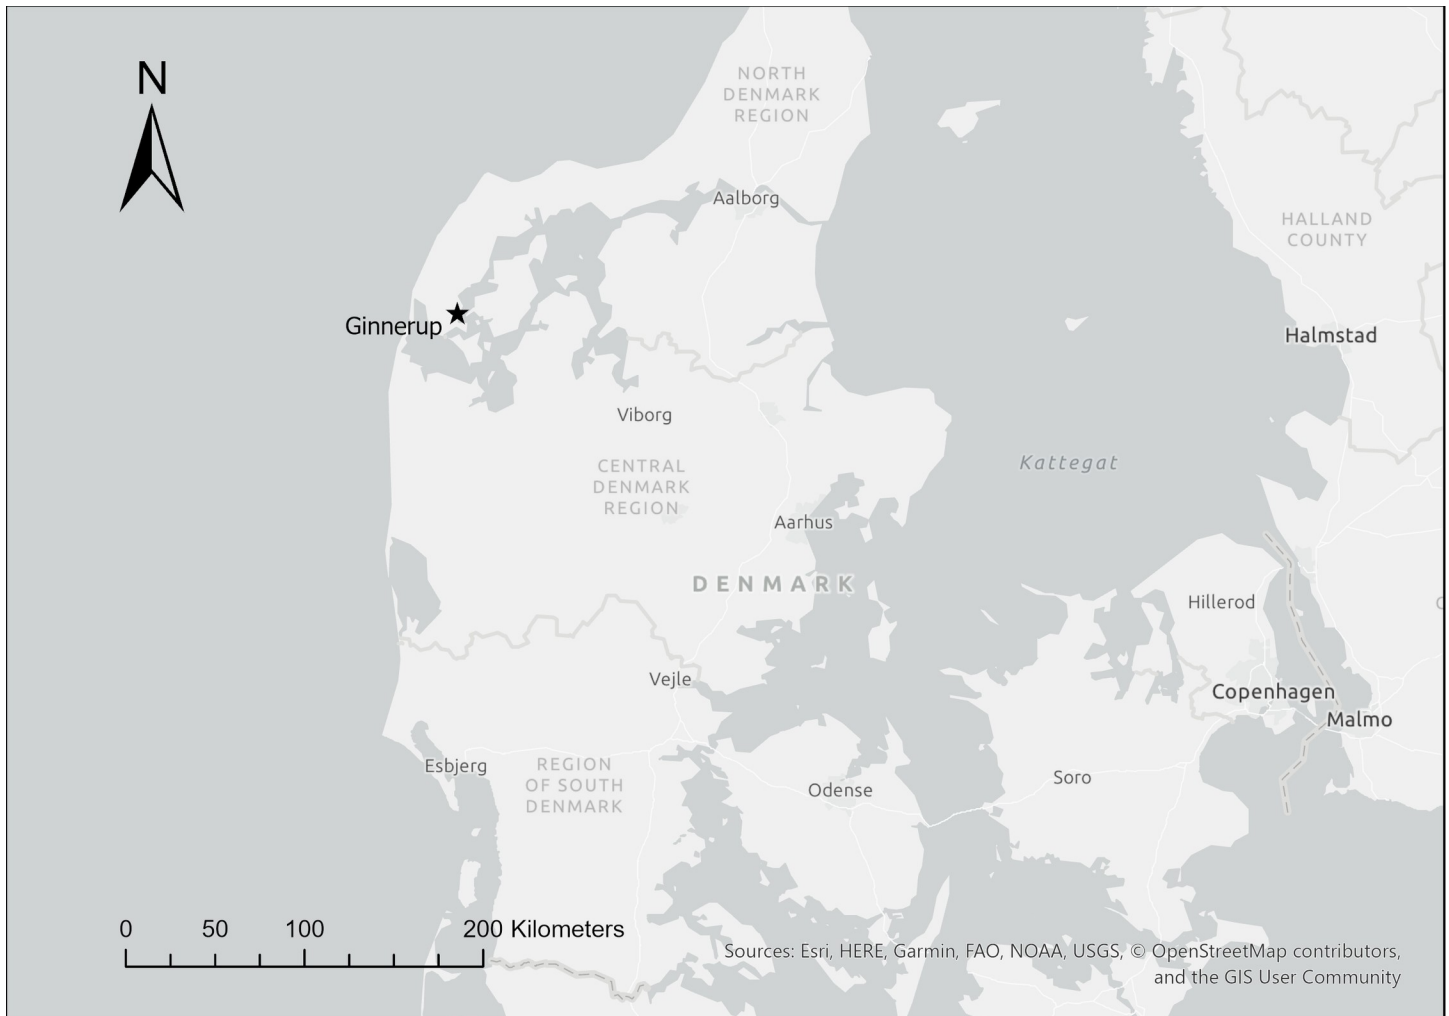 N
NORTH
DENMARK
REGION
Aalborg
HALLAND
COUNTY
Ginnerup
Halmstad
Viborg
Kattegat
CENTRAL
DENMARK
REGION
Aarhus
DENMARK
Hillerod
Vejle
Copenhagen
Malmo
Esbjerg
REGION
OF SOUTH
DENMARK
Odense
Soro
0 50 100 200 Kilometers
Sources: Esri, HERE, Garmin, FAO, NOAA, USGS, © OpenStreetMap contributors,
and the GIS User Community